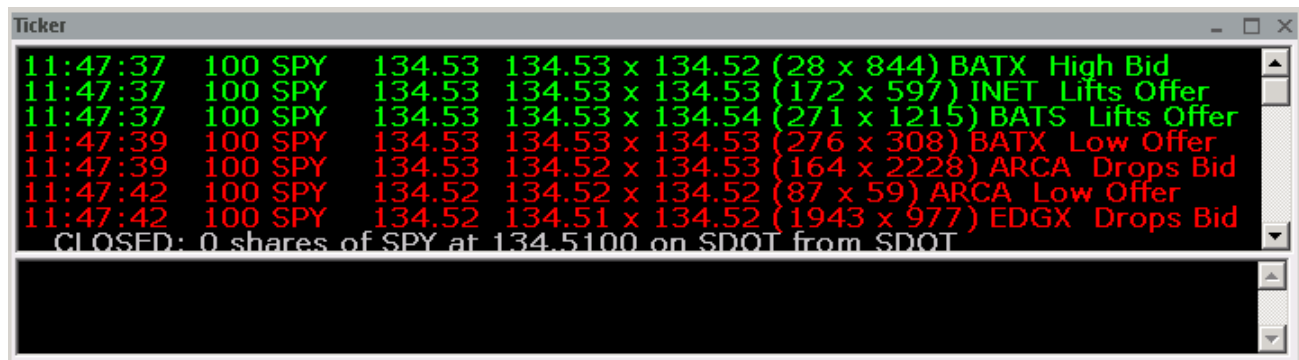 Ticker
11:47:37 100 SPY 134.53 134.53 x 134.52 (28 x 844) BATX High Bid
11:47:37 100 SPY 134.53 134.53 x 134.53 (172 x 597) INET Lifts Offer
11:47:37 100 SPY 134.53 134.53 x 134.54 (271 x 1215) BATS Lifts Offer
11:47:39 100 SPY 134.53 134.53 x 134.53 (276 x 308) BATX Low Offer
11:47:39 100 SPY 134.53 134.52 x 134.53 (164 x 2228) ARCA Drops Bid
11:47:42 100 SPY 134.52 134.52 x 134.52 (87 x 59) ARCA Low Offer
11:47:42 100 SPY 134.52 134.51 x 134.52 (1943 x 977) EDGX Drops Bid
CLOSED: 0 shares of SPY at 134.5100 on SDOT from SDOT